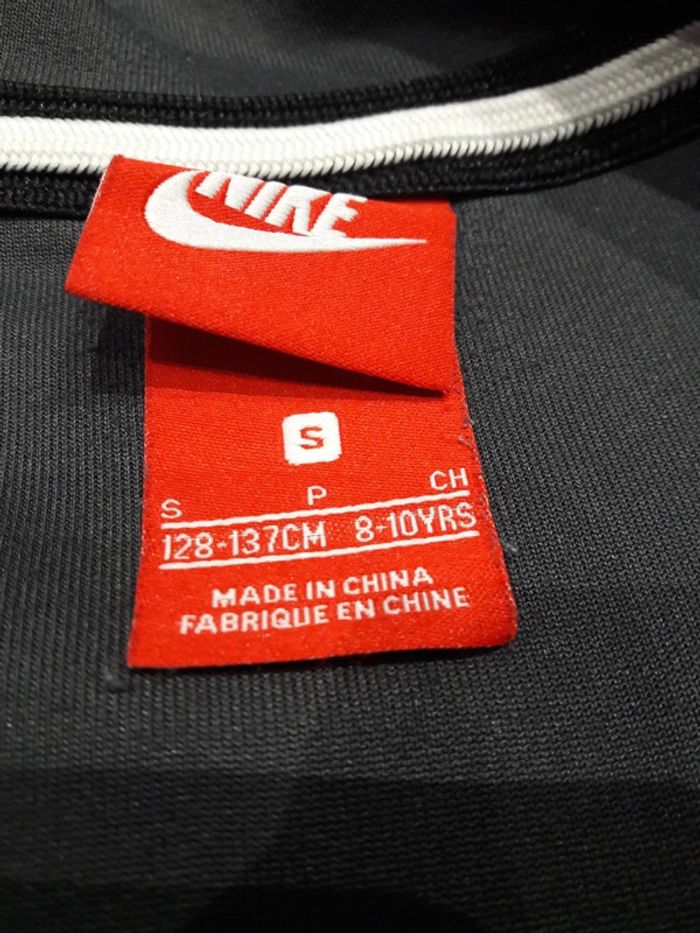 NIKE
S
S P CH
128-137CM 8-10YRS
MADE IN CHINA
FABRIQUE EN CHINE